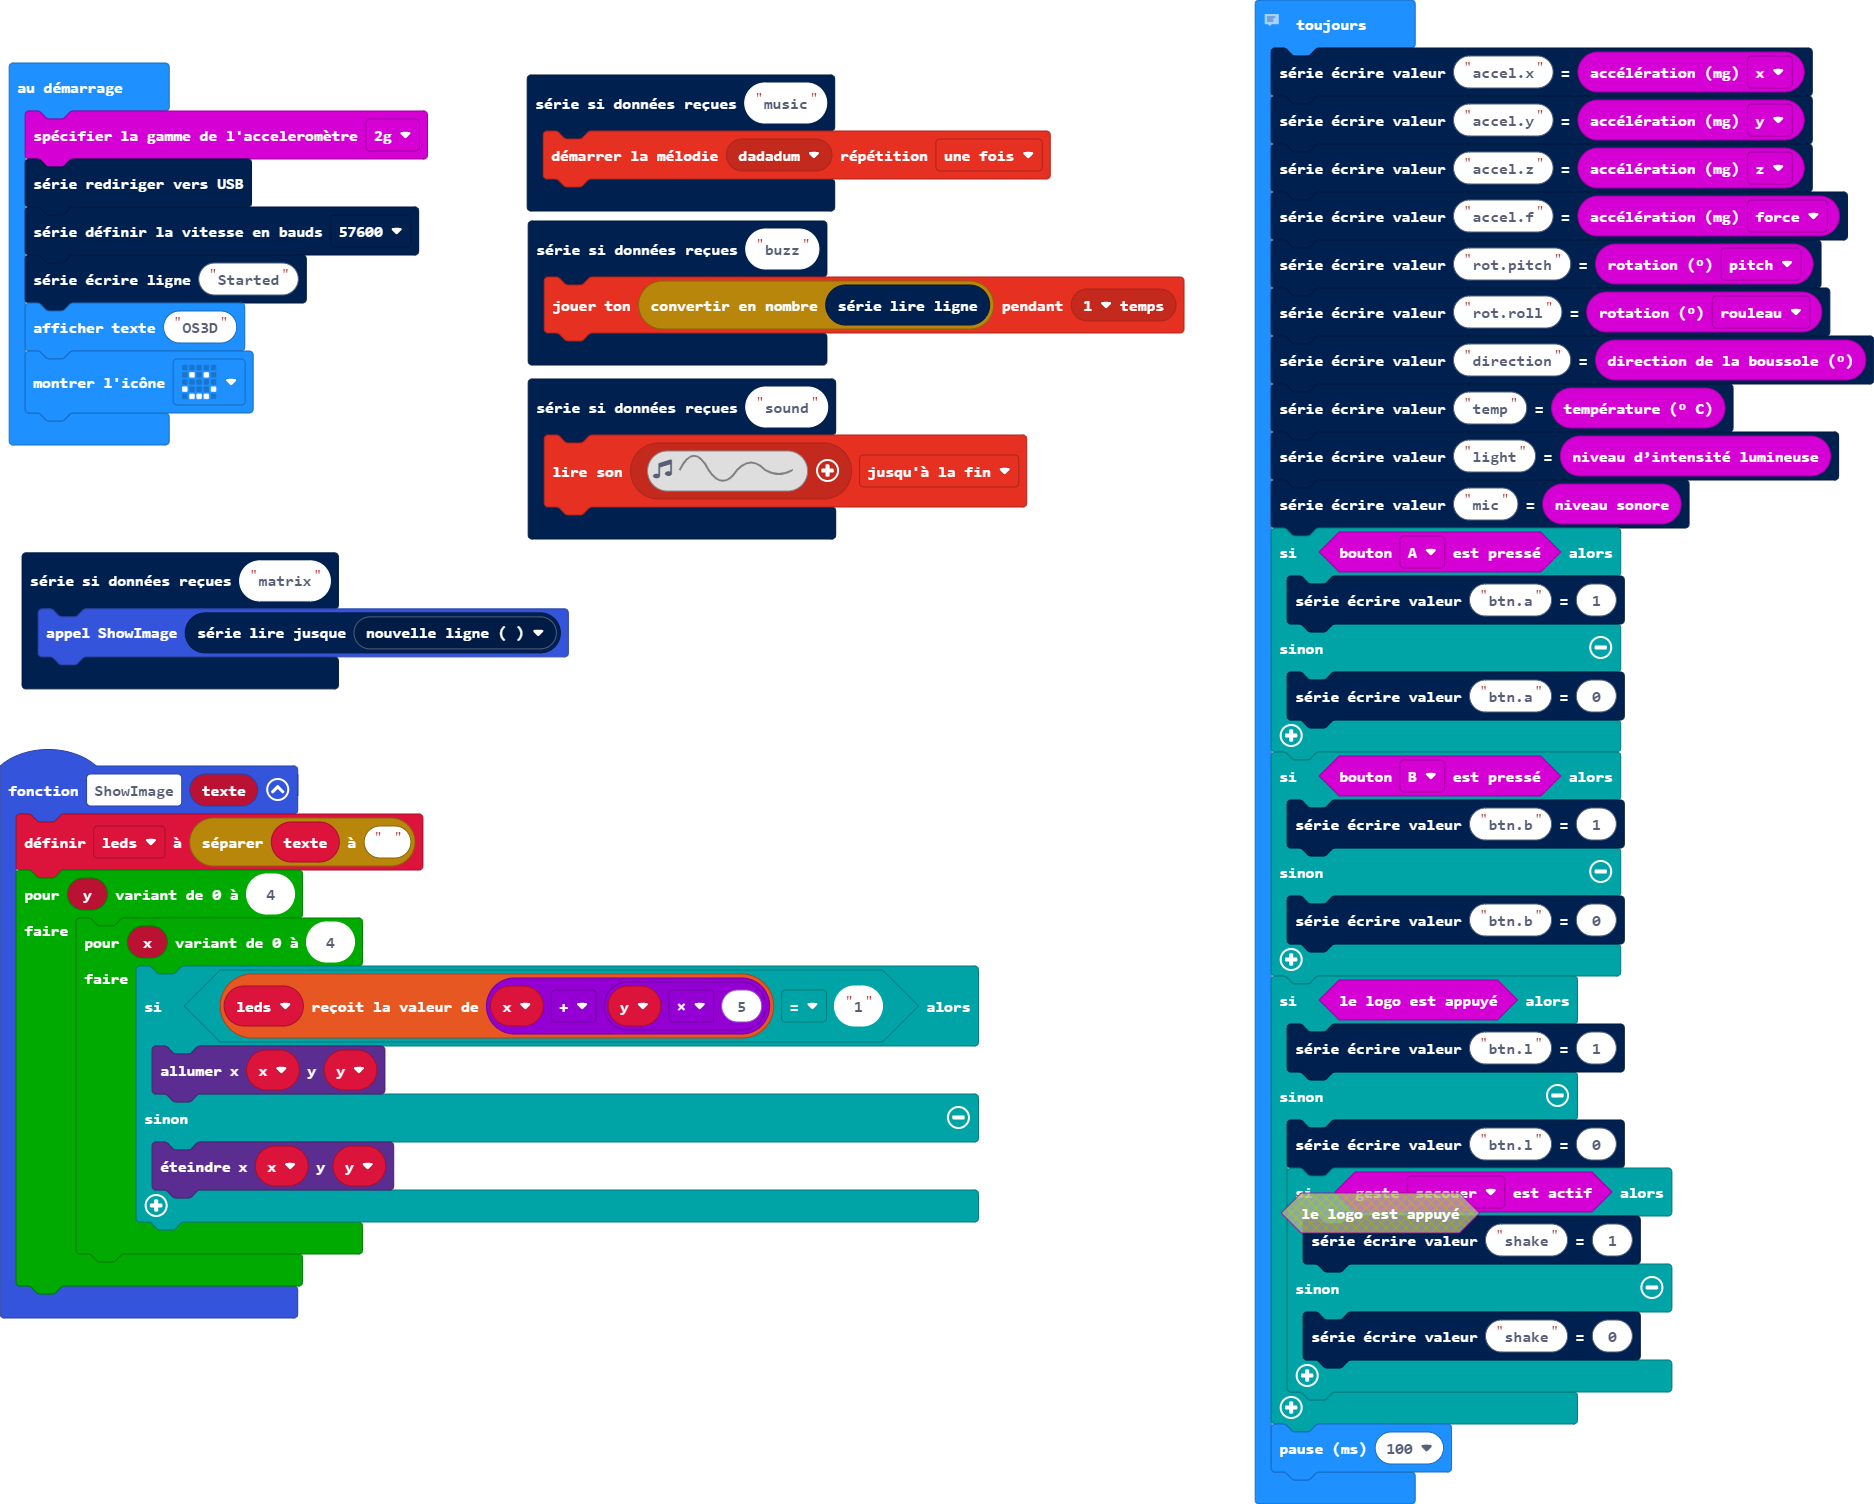 au démarrage
spécifier la gamme de l'acceleromètre 2g
série rediriger vers USB
série définir la vitesse en bauds 57600
série écrire ligne "Started"
afficher texte "OS3D"
montrer l'icône
série si données reçues "music"
démarrer la mélodie dadadum répétition une fois
série si données reçues "buzz"
jouer ton convertir en nombre série lire ligne pendant 1 temps
série si données reçues "sound"
lire son jusqu'à la fin
série si données reçues "matrix"
appel ShowImage série lire jusque nouvelle ligne ( )
fonction ShowImage texte
définir leds à séparer texte à " "
pour y variant de 0 à 4
faire
pour x variant de 0 à 4
faire
si leds reçoit la valeur de x + y × 5 = "1" alors
allumer x x y y
sinon
éteindre x x y y
toujours
série écrire valeur "accel.x" = accélération (mg) x
série écrire valeur "accel.y" = accélération (mg) y
série écrire valeur "accel.z" = accélération (mg) z
série écrire valeur "accel.f" = accélération (mg) force
série écrire valeur "rot.pitch" = rotation (º) pitch
série écrire valeur "rot.roll" = rotation (º) rouleau
série écrire valeur "direction" = direction de la boussole (º)
série écrire valeur "temp" = température (º C)
série écrire valeur "light" = niveau d’intensité lumineuse
série écrire valeur "mic" = niveau sonore
si bouton A est pressé alors
série écrire valeur "btn.a" = 1
sinon
série écrire valeur "btn.a" = 0
si bouton B est pressé alors
série écrire valeur "btn.b" = 1
sinon
série écrire valeur "btn.b" = 0
si le logo est appuyé alors
série écrire valeur "btn.l" = 1
sinon
série écrire valeur "btn.l" = 0
si geste secouer est actif alors
le logo est appuyé
série écrire valeur "shake" = 1
sinon
série écrire valeur "shake" = 0
pause (ms) 100